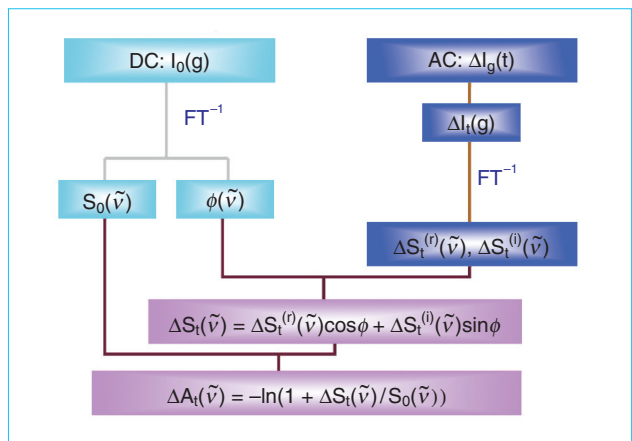 DC: I₀(g)
AC: ΔI_g(t)
FT⁻¹
ΔIₜ(g)
FT⁻¹
S₀(ṽ)
ϕ(ṽ)
ΔSₜ⁽ʳ⁾(ṽ), ΔSₜ⁽ⁱ⁾(ṽ)
ΔSₜ(ṽ) = ΔSₜ⁽ʳ⁾(ṽ)cosϕ + ΔSₜ⁽ⁱ⁾(ṽ)sinϕ
ΔAₜ(ṽ) = –ln(1 + ΔSₜ(ṽ)/S₀(ṽ))